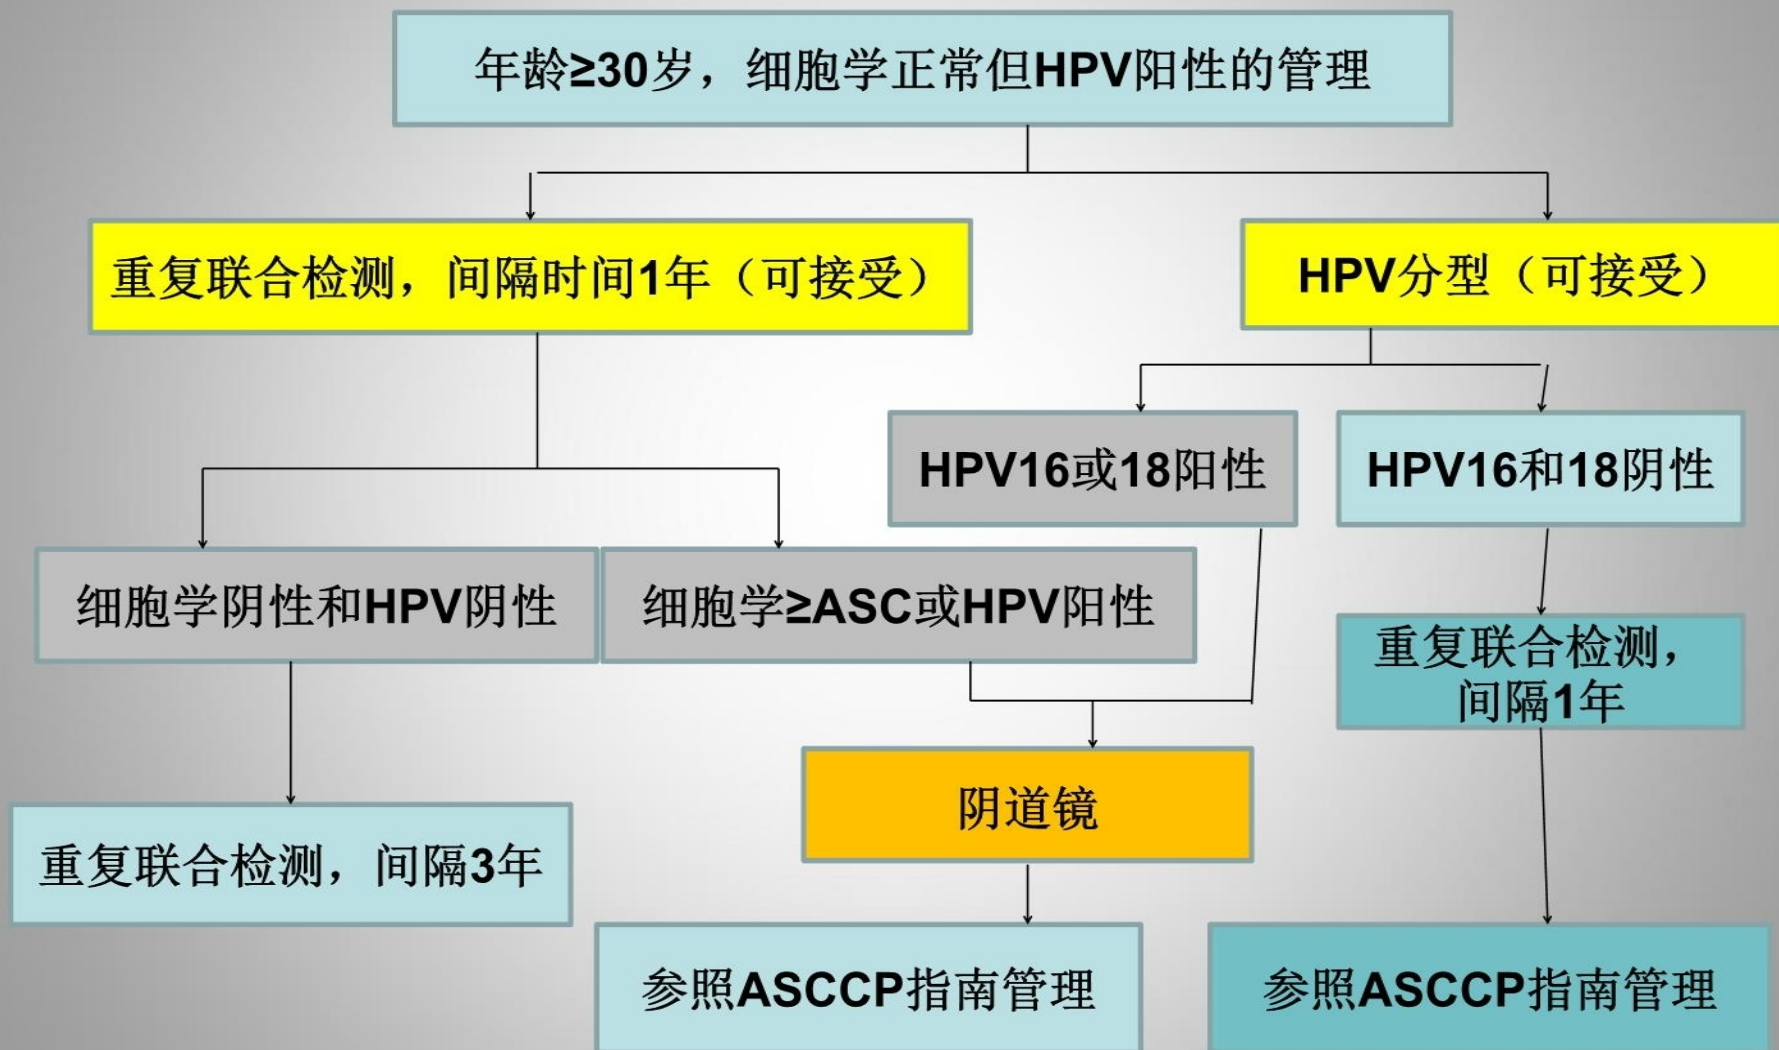 年龄≥30岁，细胞学正常但HPV阳性的管理
重复联合检测，间隔时间1年（可接受）
HPV分型（可接受）
HPV16或18阳性
HPV16和18阴性
细胞学阴性和HPV阴性
细胞学≥ASC或HPV阳性
重复联合检测，
间隔1年
阴道镜
重复联合检测，间隔3年
参照ASCCP指南管理
参照ASCCP指南管理